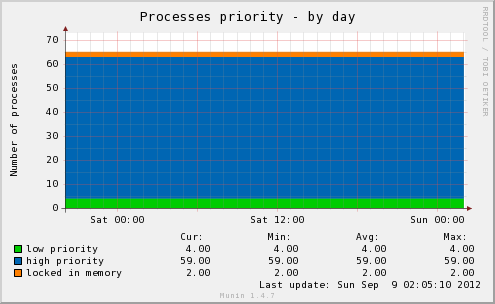 Processes priority - by day
RRDTOOL / TOBI OETIKER
Number of processes
70
60
50
40
30
20
10
0
Sat 00:00 Sat 12:00 Sun 00:00
Cur: Min: Avg: Max:
low priority 4.00 4.00 4.00 4.00
high priority 59.00 59.00 59.00 59.00
locked in memory 2.00 2.00 2.00 2.00
Last update: Sun Sep 9 02:05:10 2012
Munin 1.4.7